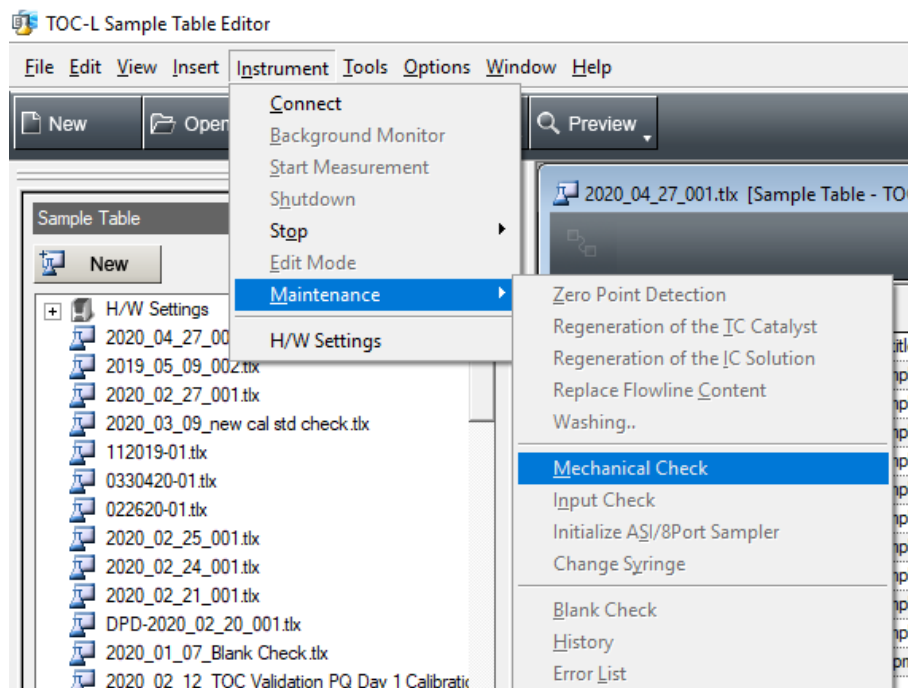 TOC-L Sample Table Editor
File Edit View Insert Instrument Tools Options Window Help
New Open Preview
Connect
Background Monitor
Start Measurement
Shutdown
Stop
Edit Mode
Maintenance
H/W Settings
Zero Point Detection
Regeneration of the TC Catalyst
Regeneration of the IC Solution
Replace Flowline Content
Washing..
Mechanical Check
Input Check
Initialize ASI/8Port Sampler
Change Syringe
Blank Check
History
Error List
2020_04_27_001.tlx [Sample Table - TO
Sample Table
New
H/W Settings
2020_04_27_00
2019_05_09_002.tlx
2020_02_27_001.tlx
2020_03_09_new cal std check.tlx
112019-01.tlx
0330420-01.tlx
022620-01.tlx
2020_02_25_001.tlx
2020_02_24_001.tlx
2020_02_21_001.tlx
DPD-2020_02_20_001.tlx
2020_01_07_Blank Check.tlx
2020_02_12_TOC Validation PQ Day 1 Calibratic